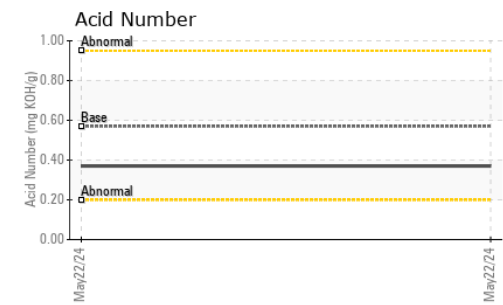 Acid Number
Acid Number (mg KOH/g)
1.00
0.80
0.60
0.40
0.20
0.00
Abnormal
Base
Abnormal
May22/24
May22/24